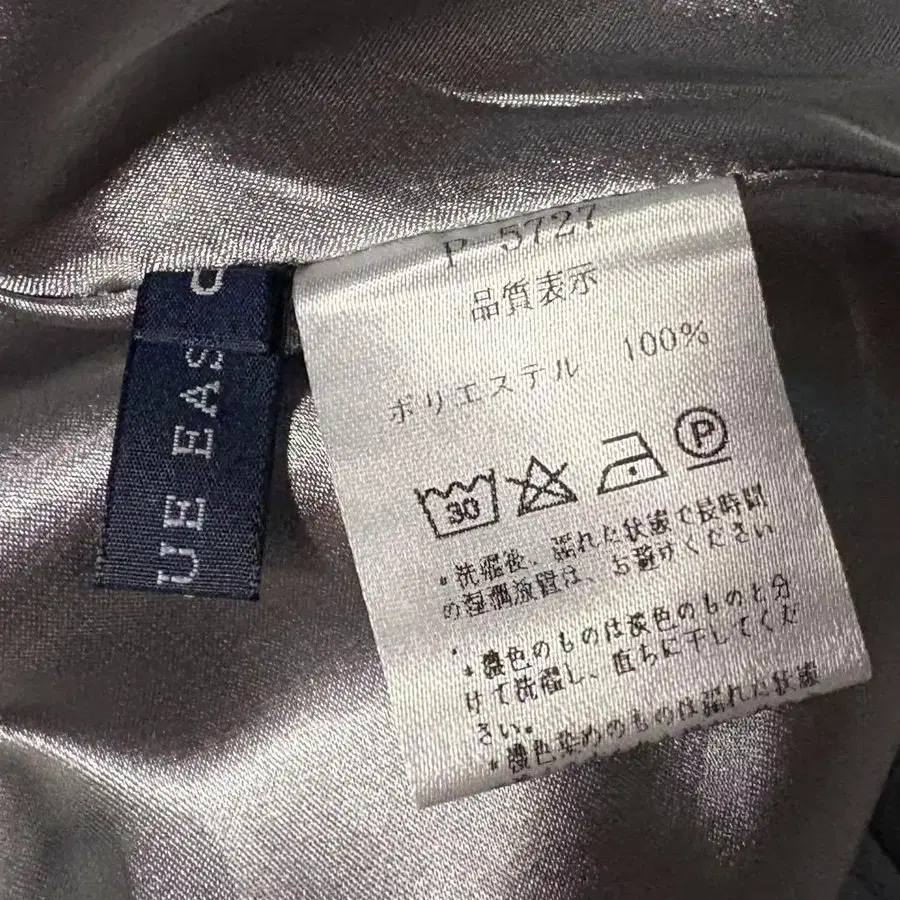 P 5727
品質表示
ポリエステル 100%
30
P
*洗濯後、濡れた状態で長時間
の湿潤放置は、お避けください
*濃色のものは淡色のものと分
けて洗濯し、直ちに干してくだ
さい。
*濃色染めのものは濡れた状態
UE EAS